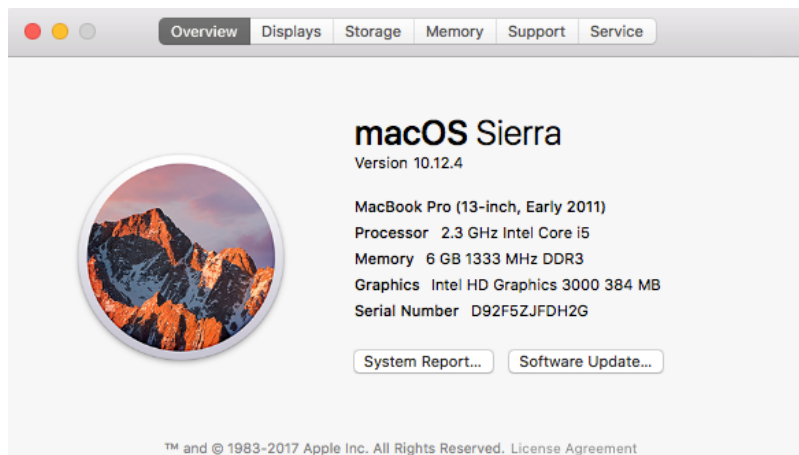 Overview Displays Storage Memory Support Service
macOS Sierra
Version 10.12.4
MacBook Pro (13-inch, Early 2011)
Processor 2.3 GHz Intel Core i5
Memory 6 GB 1333 MHz DDR3
Graphics Intel HD Graphics 3000 384 MB
Serial Number D92F5ZJFDH2G
System Report... Software Update...
™ and © 1983-2017 Apple Inc. All Rights Reserved. License Agreement